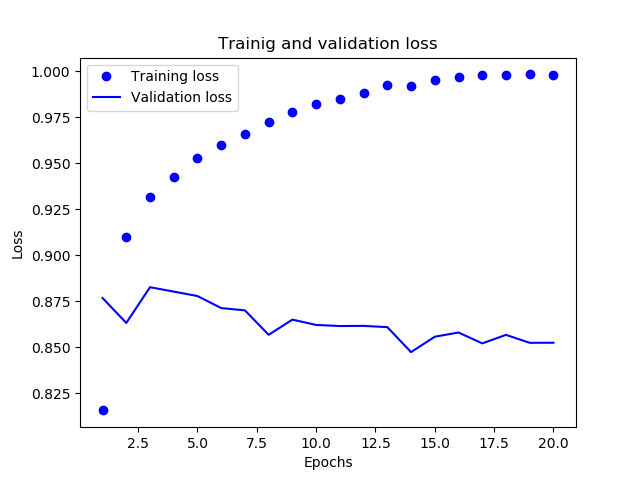 Trainig and validation loss
Training loss
Validation loss
1.000
0.975
0.950
0.925
0.900
0.875
0.850
0.825
Loss
2.5 5.0 7.5 10.0 12.5 15.0 17.5 20.0
Epochs